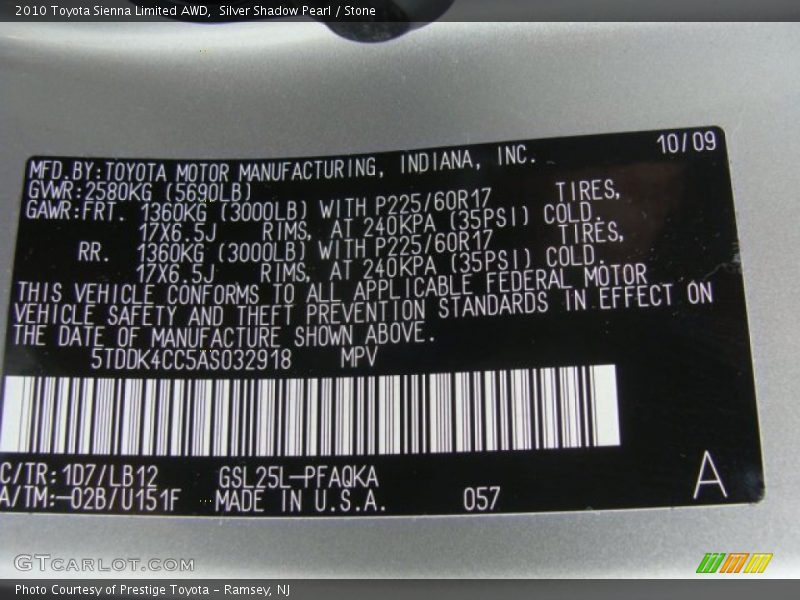 2010 Toyota Sienna Limited AWD,  Silver Shadow Pearl / Stone
10/09
MFD.BY:TOYOTA MOTOR MANUFACTURING, INDIANA, INC.
GVWR:2580KG (5690LB)
GAWR:FRT. 1360KG (3000LB) WITH P225/60R17 TIRES,
17X6.5J RIMS, AT 240KPA (35PSI) COLD.
RR. 1360KG (3000LB) WITH P225/60R17 TIRES,
17X6.5J RIMS, AT 240KPA (35PSI) COLD.
THIS VEHICLE CONFORMS TO ALL APPLICABLE FEDERAL MOTOR
VEHICLE SAFETY AND THEFT PREVENTION STANDARDS IN EFFECT ON
THE DATE OF MANUFACTURE SHOWN ABOVE.
5TDDK4CC5AS032918 MPV
C/TR:1D7/LB12 GSL25L-PFAQKA
A/TM:-02B/U151F MADE IN U.S.A. 057
A
GTCARLOT.COM
Photo Courtesy of Prestige Toyota - Ramsey, NJ